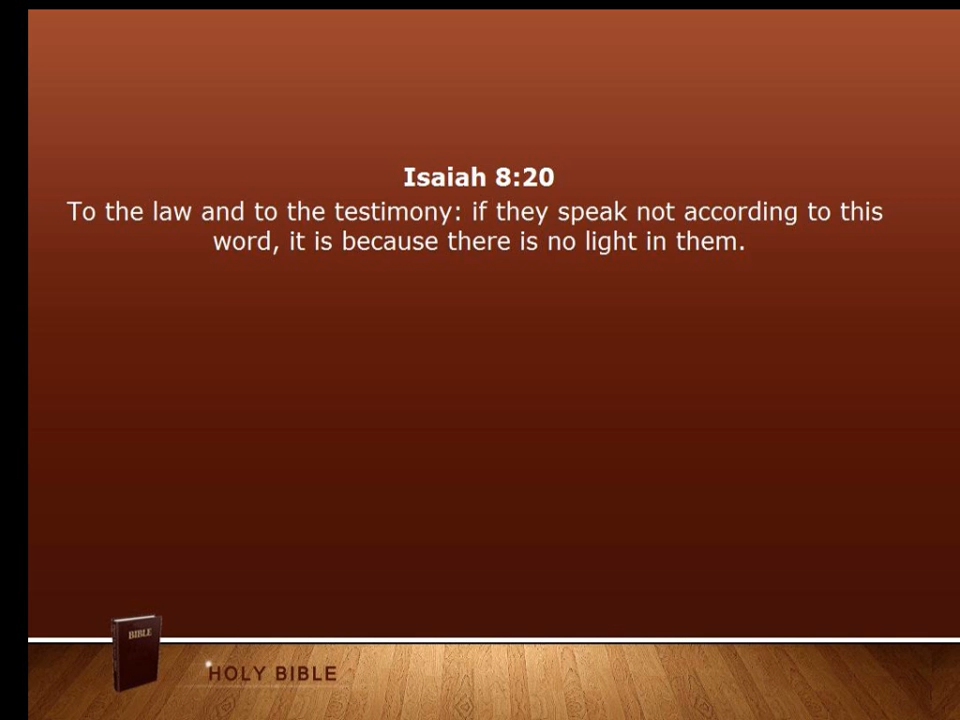 Isaiah 8:20
To the law and to the testimony: if they speak not according to this
word, it is because there is no light in them.
BIBLE
HOLY BIBLE